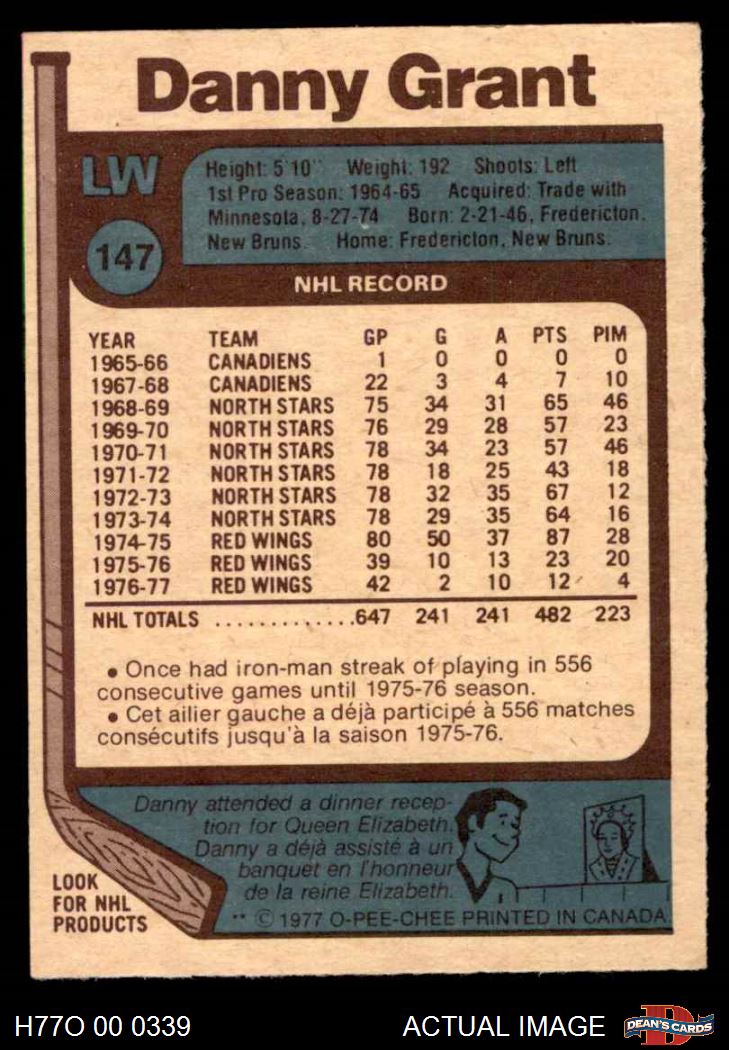 Danny Grant
LW
147
Height: 5'10" Weight: 192 Shoots: Left
1st Pro Season: 1964-65 Acquired: Trade with
Minnesota, 8-27-74 Born: 2-21-46, Fredericton,
New Bruns. Home: Fredericton, New Bruns.
NHL RECORD
YEAR TEAM GP G A PTS PIM
1965-66 CANADIENS 1 0 0 0 0
1967-68 CANADIENS 22 3 4 7 10
1968-69 NORTH STARS 75 34 31 65 46
1969-70 NORTH STARS 76 29 28 57 23
1970-71 NORTH STARS 78 34 23 57 46
1971-72 NORTH STARS 78 18 25 43 18
1972-73 NORTH STARS 78 32 35 67 12
1973-74 NORTH STARS 78 29 35 64 16
1974-75 RED WINGS 80 50 37 87 28
1975-76 RED WINGS 39 10 13 23 20
1976-77 RED WINGS 42 2 10 12 4
NHL TOTALS .............647 241 241 482 223
• Once had iron-man streak of playing in 556
consecutive games until 1975-76 season.
• Cet ailier gauche a déjà participé à 556 matches
consécutifs jusqu'à la saison 1975-76.
Danny attended a dinner recep-
tion for Queen Elizabeth.
Danny a déjà assisté à un
banquet en l'honneur
de la reine Elizabeth.
LOOK
FOR NHL
PRODUCTS
** © 1977 O-PEE-CHEE PRINTED IN CANADA
H77O 00 0339
ACTUAL IMAGE
DEAN'S CARDS